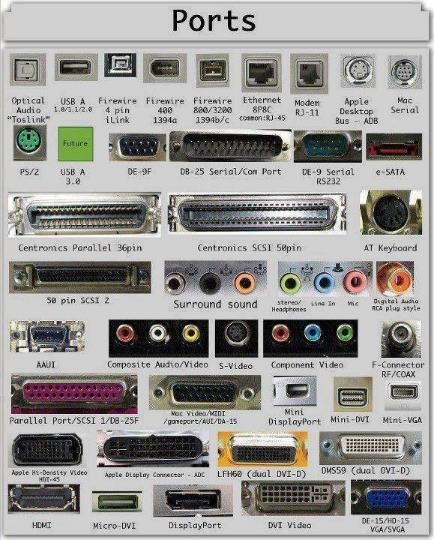 Ports
Optical
Audio
"Toslink"
USB A
1.0/1.1/2.0
Firewire
4 pin
iLink
Firewire
400
1394a
Firewire
800/3200
1394b/c
Ethernet
8P8C
common:RJ-45
Modem
RJ-11
Apple
Desktop
Bus - ADB
Mac
Serial
Future
PS/2
USB A
3.0
DE-9F
DB-25 Serial/Com Port
DE-9 Serial
RS232
e-SATA
Centronics Parallel 36pin
Centronics SCSI 50pin
AT Keyboard
50 pin SCSI 2
Surround sound
stereo/
Headphones
Line In
Mic
Digital Audio
RCA plug style
AAUI
Composite Audio/Video
S-Video
Component Video
F-Connector
RF/COAX
Parallel Port/SCSI 1/DB-25F
Mac Video/MIDI
/gameport/AUI/DA-15
Mini
DisplayPort
Mini-DVI
Mini-VGA
Apple Hi-Density Video
HDI-45
Apple Display Connector - ADC
LFH60 (dual DVI-D)
DMS59 (dual DVI-D)
HDMI
Micro-DVI
DisplayPort
DVI Video
DE-15/HD-15
VGA/SVGA